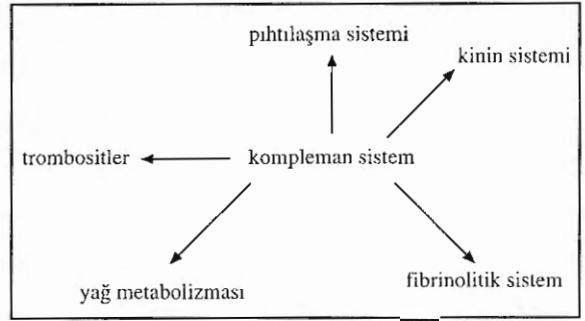 pıhtılaşma sistemi
kinin sistemi
trombositler
kompleman sistem
yağ metabolizması
fibrinolitik sistem